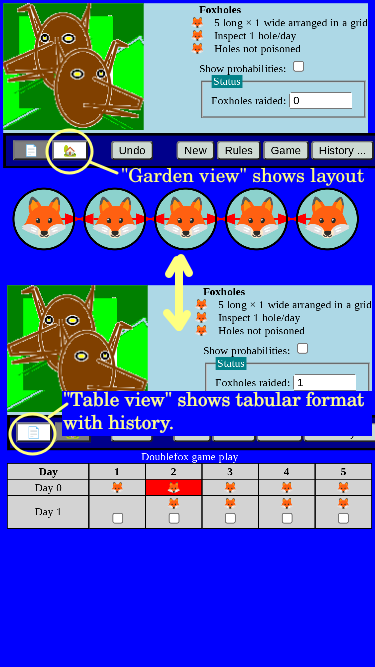 Foxholes
5 long × 1 wide arranged in a grid
Inspect 1 hole/day
Holes not poisoned
Show probabilities:
Status
Foxholes raided: 0
Undo New Rules Game History ...
"Garden view" shows layout
Foxholes
5 long × 1 wide arranged in a grid
Inspect 1 hole/day
Holes not poisoned
Show probabilities:
Status
Foxholes raided: 1
"Table view" shows tabular format
with history.
Doublefox game play
Day 1 2 3 4 5
Day 0
Day 1